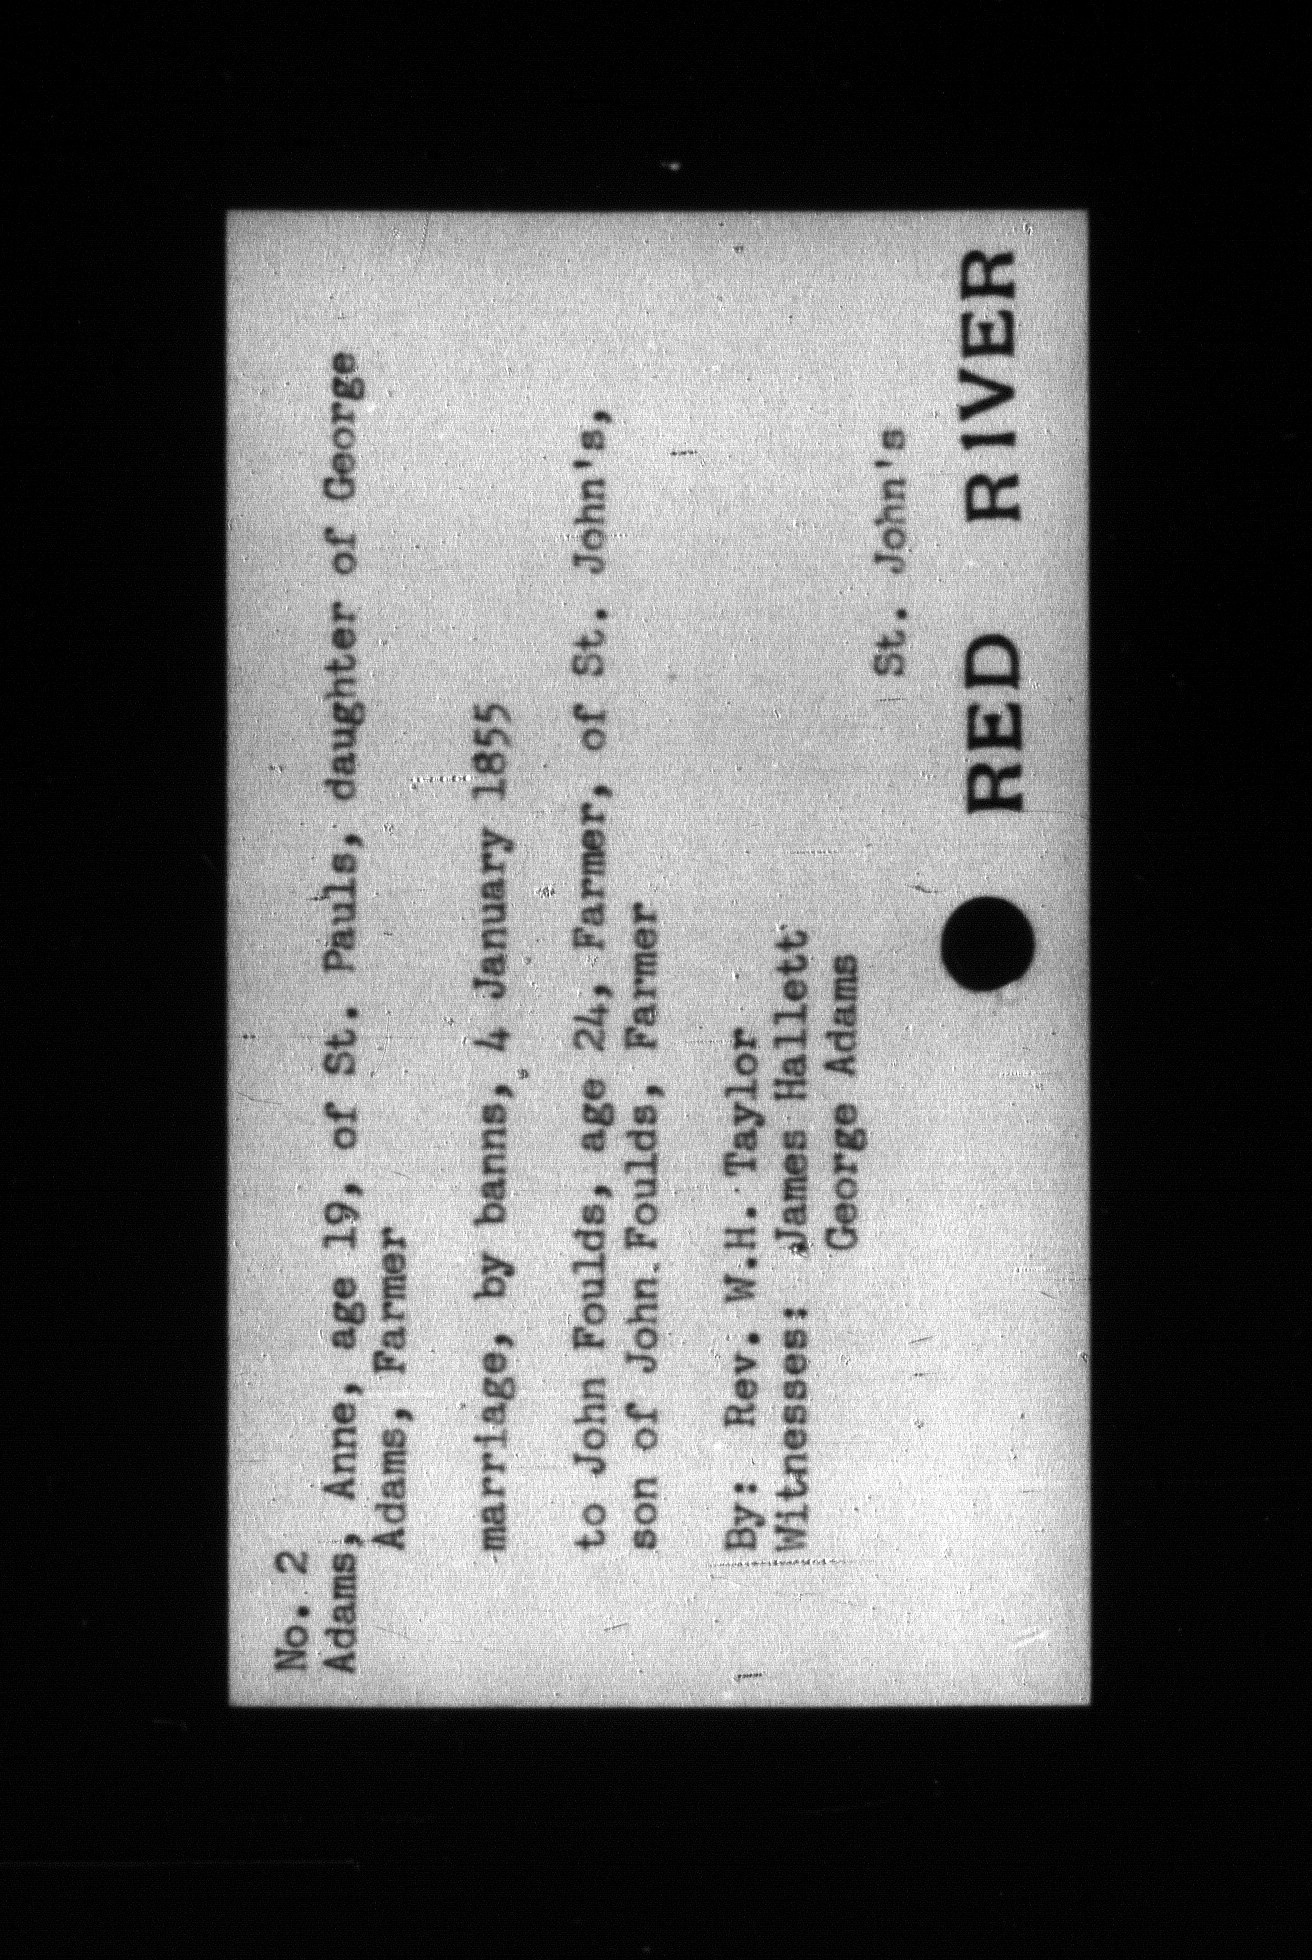 No. 2
Adams, Anne, age 19, of St. Pauls, daughter of George
Adams, Farmer
marriage, by banns, 4 January 1855
to John Foulds, age 24, Farmer, of St. John's,
son of John Foulds, Farmer
By: Rev. W.H. Taylor
Witnesses: James Hallett
George Adams
St. John's
RED RIVER